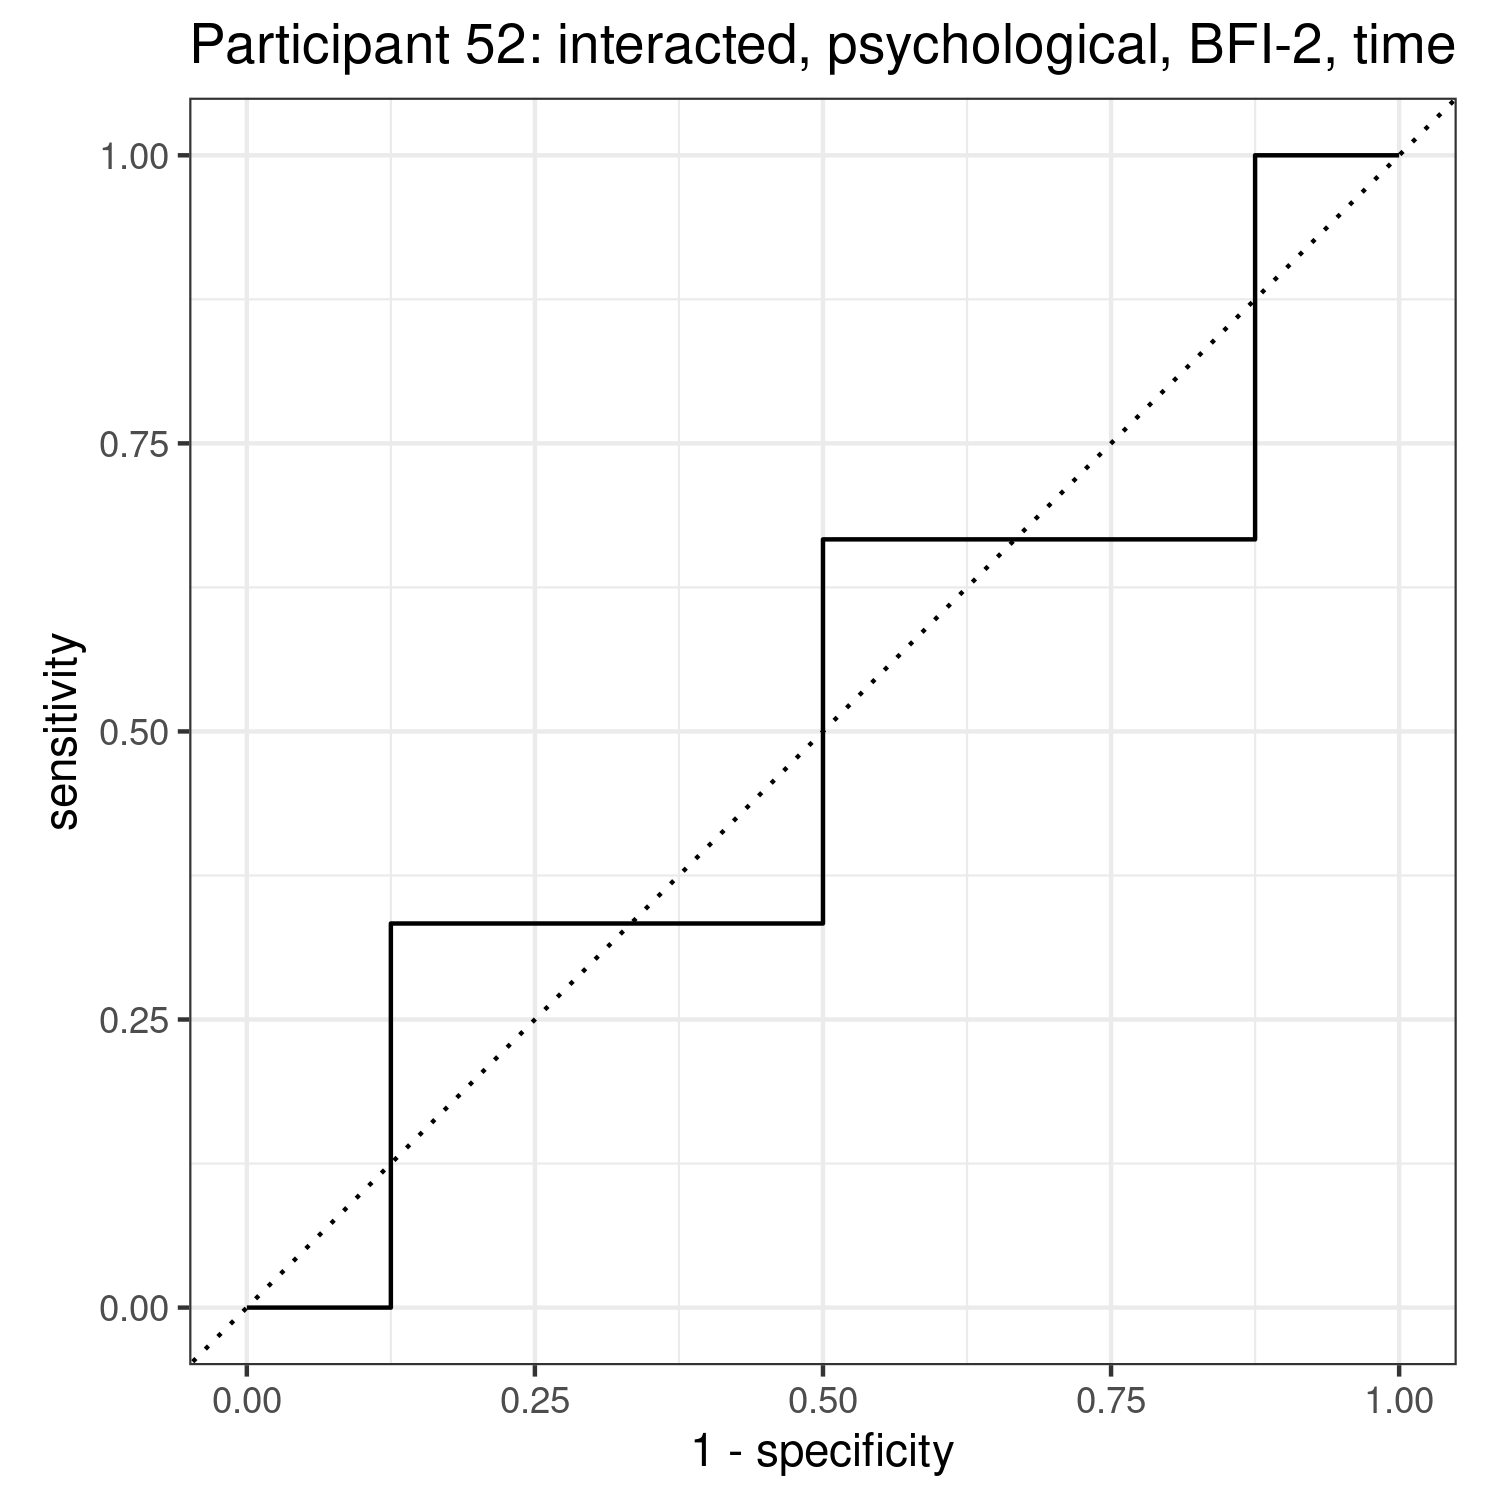 Participant 52: interacted, psychological, BFI-2, time
1.00
0.75
0.50
0.25
0.00
sensitivity
0.00 0.25 0.50 0.75 1.00
1 - specificity